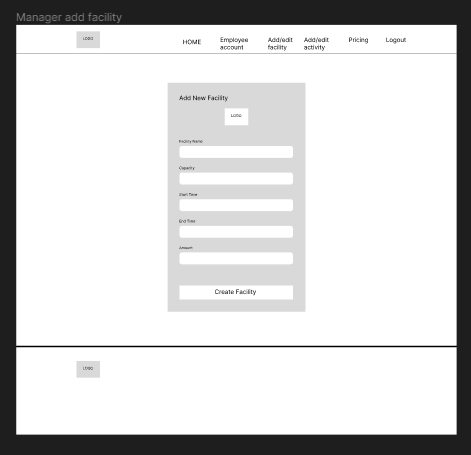 Manager add facility
LOGO
HOME
Employee
account
Add/edit
facility
Add/edit
activity
Pricing
Logout
Add New Facility
LOGO
Facility Name
Capacity
Start Time
End Time
Amount
Create Facility
LOGO